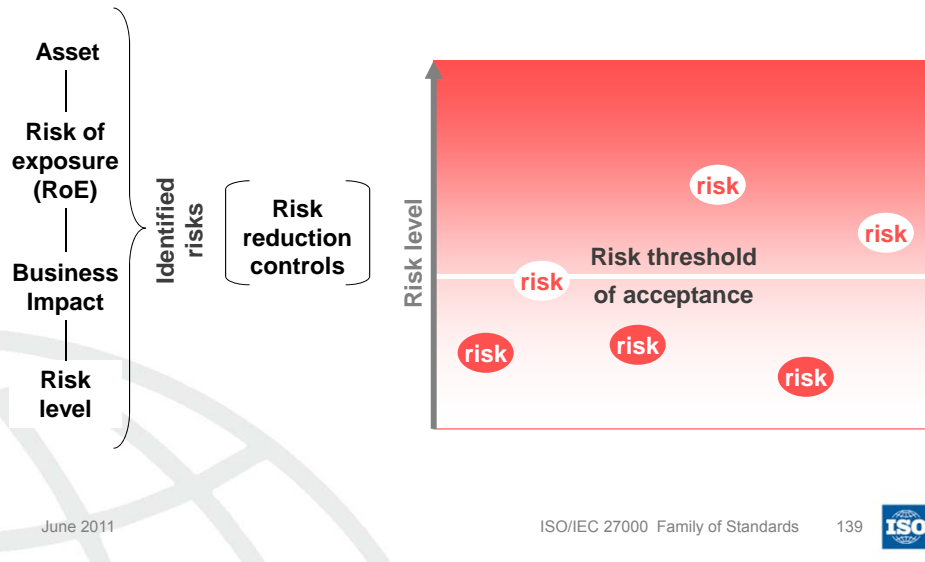 Asset
Risk of
exposure
(RoE)
Business
Impact
Risk
level
Identified
risks
Risk
reduction
controls
Risk level
risk
risk
Risk threshold
risk
of acceptance
risk
risk
risk
June 2011
ISO/IEC 27000 Family of Standards
139
ISO